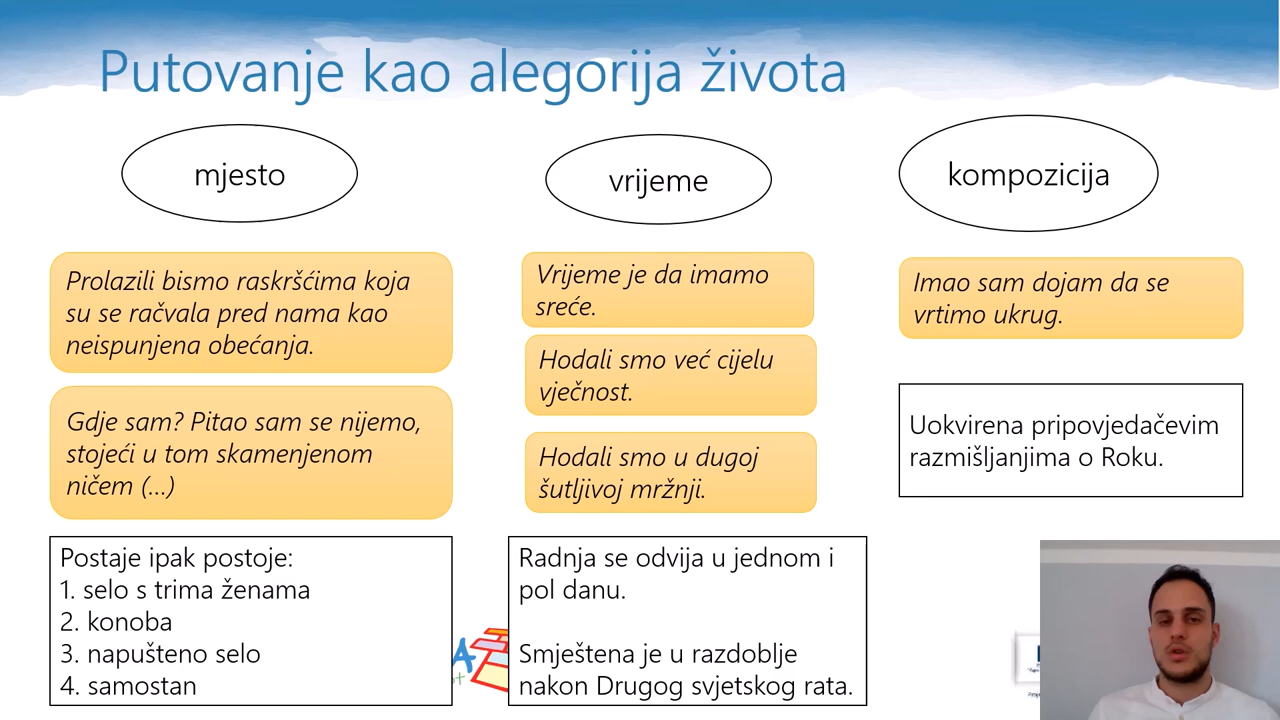 Putovanje kao alegorija života
mjesto
Prolazili bismo raskršćima koja
su se račvala pred nama kao
neispunjena obećanja.
Gdje sam? Pitao sam se nijemo,
stojeći u tom skamenjenom
ničem (...)
Postaje ipak postoje:
1. selo s trima ženama
2. konoba
3. napušteno selo
4. samostan
vrijeme
Vrijeme je da imamo
sreće.
Hodali smo već cijelu
vječnost.
Hodali smo u dugoj
šutljivoj mržnji.
Radnja se odvija u jednom i
pol danu.
Smještena je u razdoblje
nakon Drugog svjetskog rata.
kompozicija
Imao sam dojam da se
vrtimo ukrug.
Uokvirena pripovjedačevim
razmišljanjima o Roku.